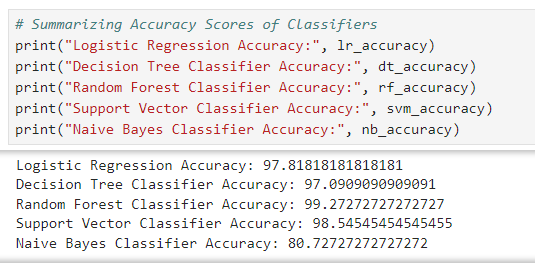 # Summarizing Accuracy Scores of Classifiers
print("Logistic Regression Accuracy:", lr_accuracy)
print("Decision Tree Classifier Accuracy:", dt_accuracy)
print("Random Forest Classifier Accuracy:", rf_accuracy)
print("Support Vector Classifier Accuracy:", svm_accuracy)
print("Naive Bayes Classifier Accuracy:", nb_accuracy)
Logistic Regression Accuracy: 97.81818181818181
Decision Tree Classifier Accuracy: 97.0909090909091
Random Forest Classifier Accuracy: 99.27272727272727
Support Vector Classifier Accuracy: 98.54545454545455
Naive Bayes Classifier Accuracy: 80.72727272727272